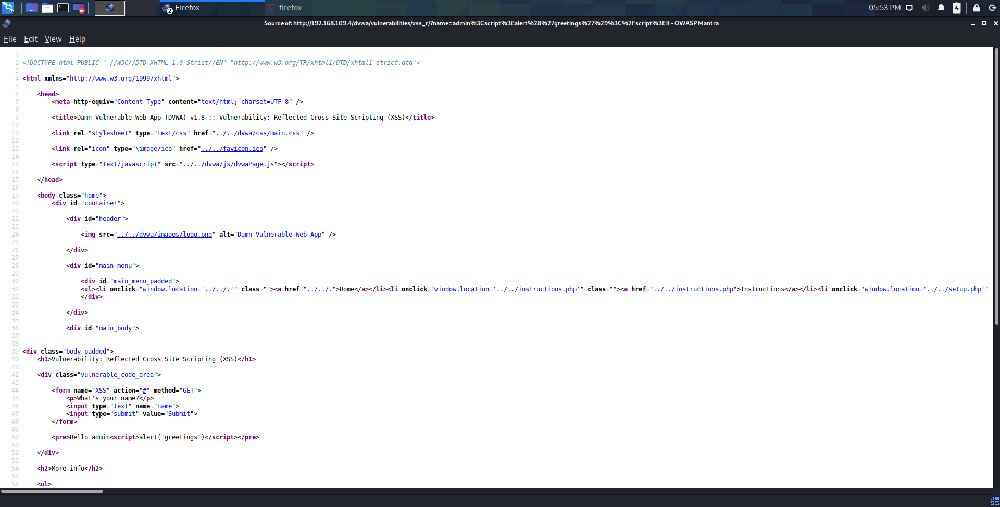 2 Firefox
firefox
05:53 PM
Source of: http://192.168.109.4/dvwa/vulnerabilities/xss_r/?name=admin%3Cscript%3Ealert%28%27greetings%27%29%3C%2Fscript%3E# - OWASP Mantra
File Edit View Help
1
2 <!DOCTYPE html PUBLIC "-//W3C//DTD XHTML 1.0 Strict//EN" "http://www.w3.org/TR/xhtml1/DTD/xhtml1-strict.dtd">
3
4 <html xmlns="http://www.w3.org/1999/xhtml">
5
6 <head>
7 <meta http-equiv="Content-Type" content="text/html; charset=UTF-8" />
8
9 <title>Damn Vulnerable Web App (DVWA) v1.8 :: Vulnerability: Reflected Cross Site Scripting (XSS)</title>
10
11 <link rel="stylesheet" type="text/css" href="../../dvwa/css/main.css" />
12
13 <link rel="icon" type="\image/ico" href="../../favicon.ico" />
14
15 <script type="text/javascript" src="../../dvwa/js/dvwaPage.js"></script>
16
17 </head>
18
19 <body class="home">
20 <div id="container">
21
22 <div id="header">
23
24 <img src="../../dvwa/images/logo.png" alt="Damn Vulnerable Web App" />
25
26 </div>
27
28 <div id="main_menu">
29
30 <div id="main_menu_padded">
31 <ul><li onclick="window.location='../../.'" class=""><a href="../../.">Home</a></li><li onclick="window.location='../../instructions.php'" class=""><a href="../../instructions.php">Instructions</a></li><li onclick="window.location='../../setup.php'"
32 </div>
33
34 </div>
35
36 <div id="main_body">
37
38
39 <div class="body_padded">
40 <h1>Vulnerability: Reflected Cross Site Scripting (XSS)</h1>
41
42 <div class="vulnerable_code_area">
43
44 <form name="XSS" action="#" method="GET">
45 <p>What's your name?</p>
46 <input type="text" name="name">
47 <input type="submit" value="Submit">
48 </form>
49
50 <pre>Hello admin<script>alert('greetings')</script></pre>
51
52 </div>
53
54 <h2>More info</h2>
55
56 <ul>